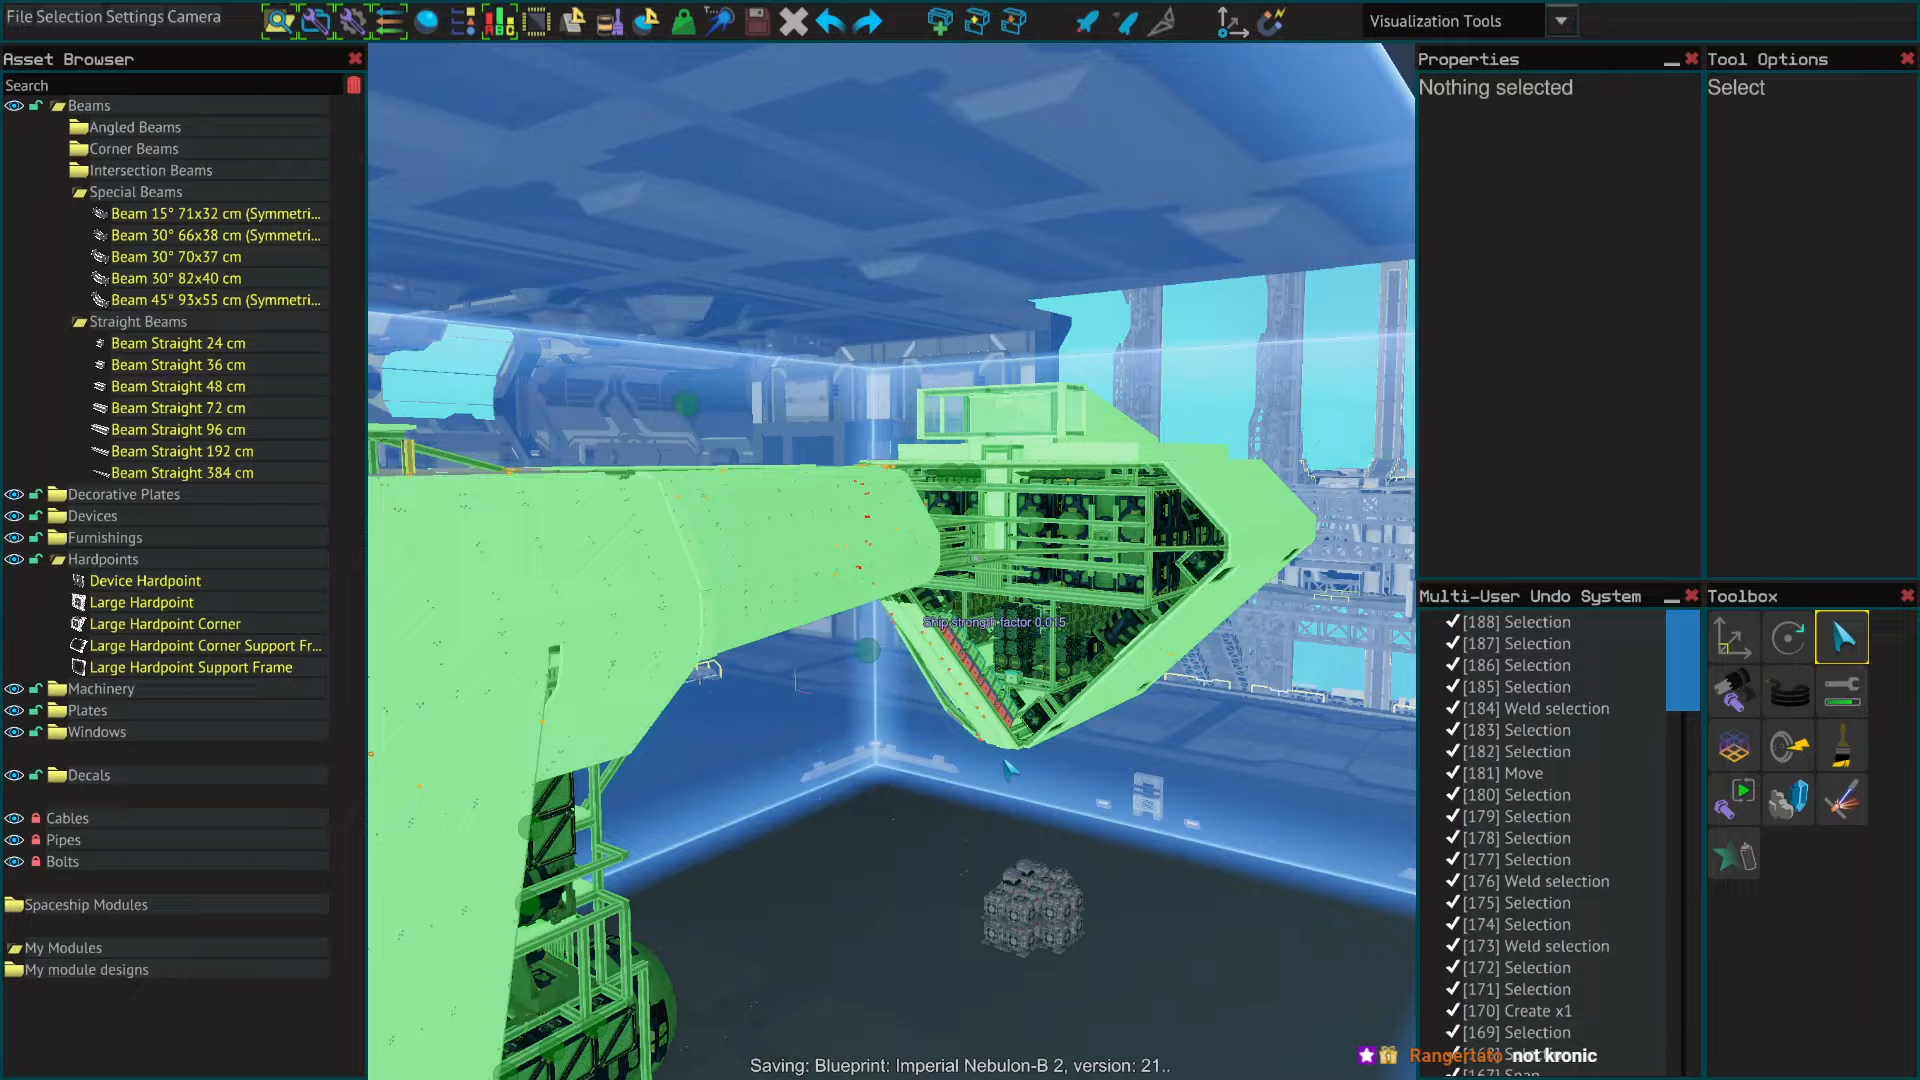 File Selection Settings Camera
Visualization Tools
Asset Browser
Search
Beams
Angled Beams
Corner Beams
Intersection Beams
Special Beams
Beam 15° 71x32 cm (Symmetri...
Beam 30° 66x38 cm (Symmetri...
Beam 30° 70x37 cm
Beam 30° 82x40 cm
Beam 45° 93x55 cm (Symmetri...
Straight Beams
Beam Straight 24 cm
Beam Straight 36 cm
Beam Straight 48 cm
Beam Straight 72 cm
Beam Straight 96 cm
Beam Straight 192 cm
Beam Straight 384 cm
Decorative Plates
Devices
Furnishings
Hardpoints
Device Hardpoint
Large Hardpoint
Large Hardpoint Corner
Large Hardpoint Corner Support Fr...
Large Hardpoint Support Frame
Machinery
Plates
Windows
Decals
Cables
Pipes
Bolts
Spaceship Modules
My Modules
My module designs
Ship strength factor 0.015
Saving: Blueprint: Imperial Nebulon-B 2, version: 21..
Properties
Nothing selected
Tool Options
Select
Multi-User Undo System
[188] Selection
[187] Selection
[186] Selection
[185] Selection
[184] Weld selection
[183] Selection
[182] Selection
[181] Move
[180] Selection
[179] Selection
[178] Selection
[177] Selection
[176] Weld selection
[175] Selection
[174] Selection
[173] Weld selection
[172] Selection
[171] Selection
[170] Create x1
[169] Selection
[167] Snap
Toolbox
Rangertato not kronic